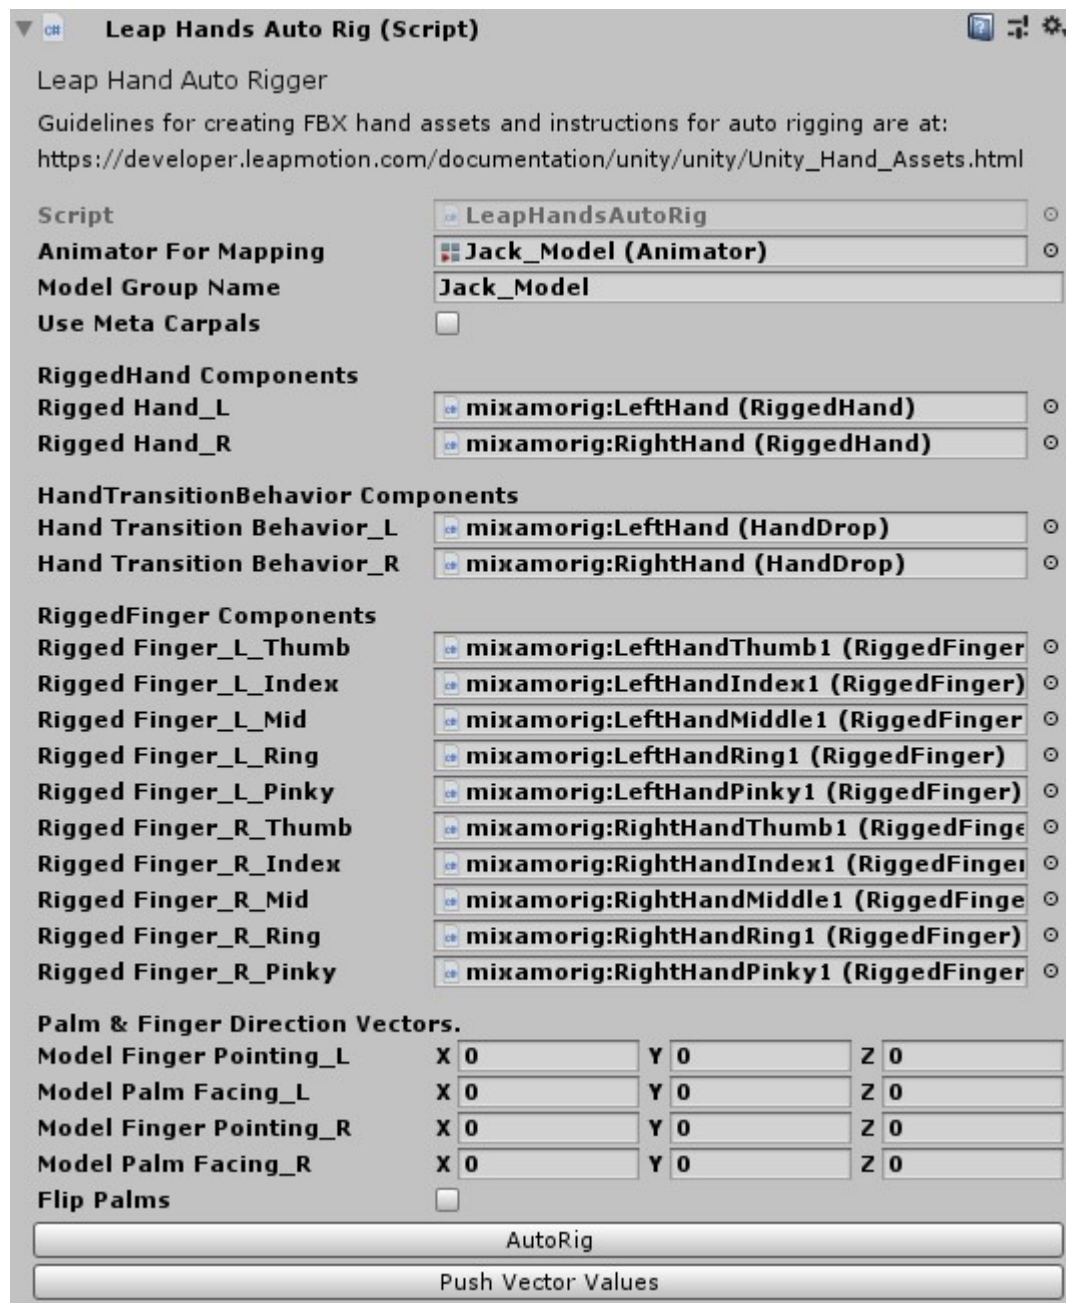 Leap Hands Auto Rig (Script)
Leap Hand Auto Rigger
Guidelines for creating FBX hand assets and instructions for auto rigging are at:
https://developer.leapmotion.com/documentation/unity/unity/Unity_Hand_Assets.html
Script LeapHandsAutoRig
Animator For Mapping Jack_Model (Animator)
Model Group Name Jack_Model
Use Meta Carpals
RiggedHand Components
Rigged Hand_L mixamorig:LeftHand (RiggedHand)
Rigged Hand_R mixamorig:RightHand (RiggedHand)
HandTransitionBehavior Components
Hand Transition Behavior_L mixamorig:LeftHand (HandDrop)
Hand Transition Behavior_R mixamorig:RightHand (HandDrop)
RiggedFinger Components
Rigged Finger_L_Thumb mixamorig:LeftHandThumb1 (RiggedFinger
Rigged Finger_L_Index mixamorig:LeftHandIndex1 (RiggedFinger)
Rigged Finger_L_Mid mixamorig:LeftHandMiddle1 (RiggedFinger
Rigged Finger_L_Ring mixamorig:LeftHandRing1 (RiggedFinger)
Rigged Finger_L_Pinky mixamorig:LeftHandPinky1 (RiggedFinger)
Rigged Finger_R_Thumb mixamorig:RightHandThumb1 (RiggedFinge
Rigged Finger_R_Index mixamorig:RightHandIndex1 (RiggedFinger
Rigged Finger_R_Mid mixamorig:RightHandMiddle1 (RiggedFinge
Rigged Finger_R_Ring mixamorig:RightHandRing1 (RiggedFinger)
Rigged Finger_R_Pinky mixamorig:RightHandPinky1 (RiggedFinger
Palm & Finger Direction Vectors.
Model Finger Pointing_L X 0 Y 0 Z 0
Model Palm Facing_L X 0 Y 0 Z 0
Model Finger Pointing_R X 0 Y 0 Z 0
Model Palm Facing_R X 0 Y 0 Z 0
Flip Palms
AutoRig
Push Vector Values